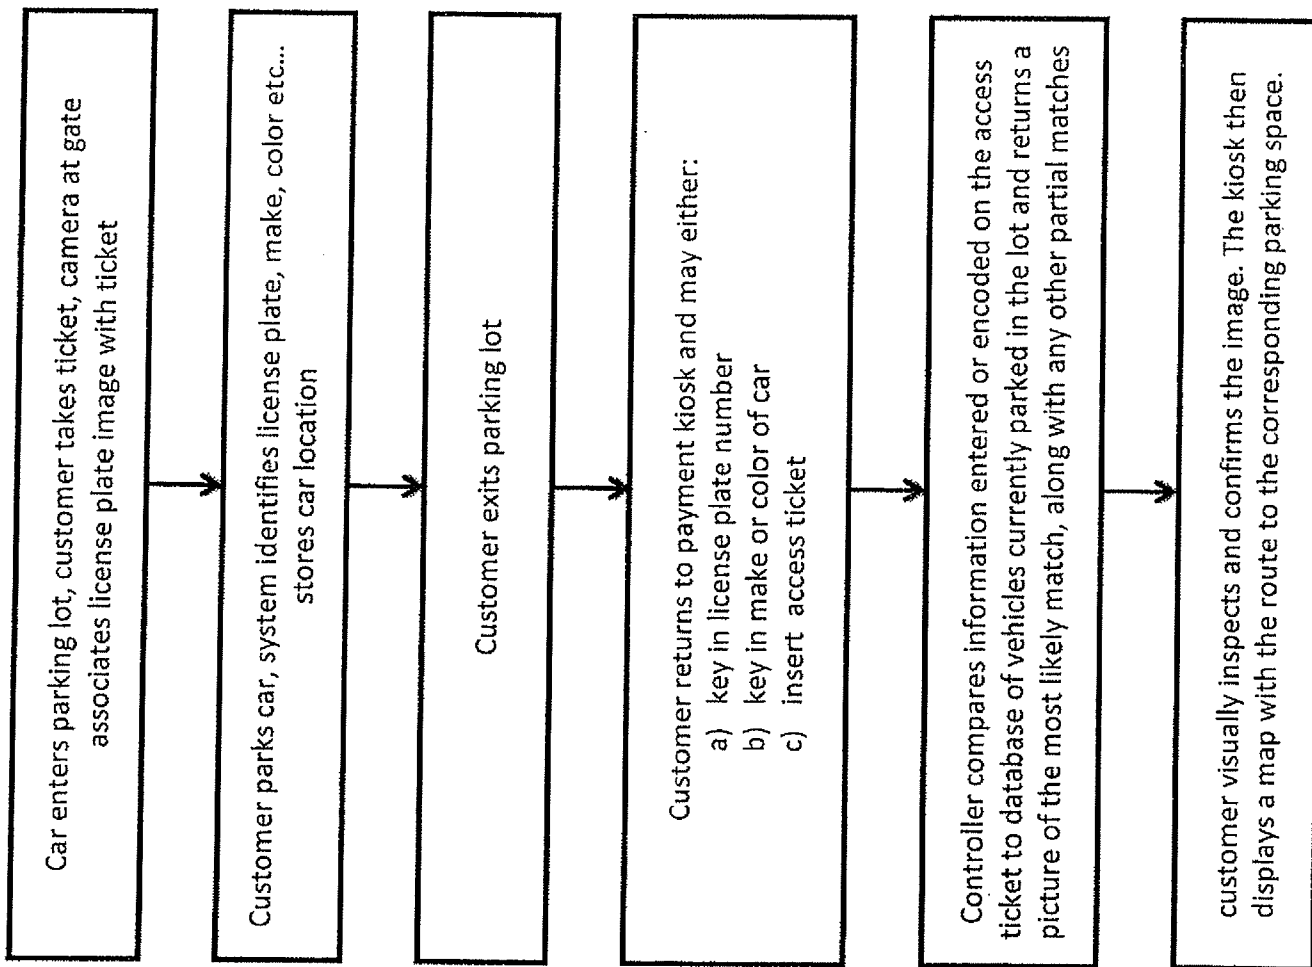 Car enters parking lot, customer takes ticket, camera at gate
associates license plate image with ticket
Customer parks car, system identifies license plate, make, color etc...
stores car location
Customer exits parking lot
Customer returns to payment kiosk and may either:
a) key in license plate number
b) key in make or color of car
c) insert access ticket
Controller compares information entered or encoded on the access
ticket to database of vehicles currently parked in the lot and returns a
picture of the most likely match, along with any other partial matches
customer visually inspects and confirms the image. The kiosk then
displays a map with the route to the corresponding parking space.